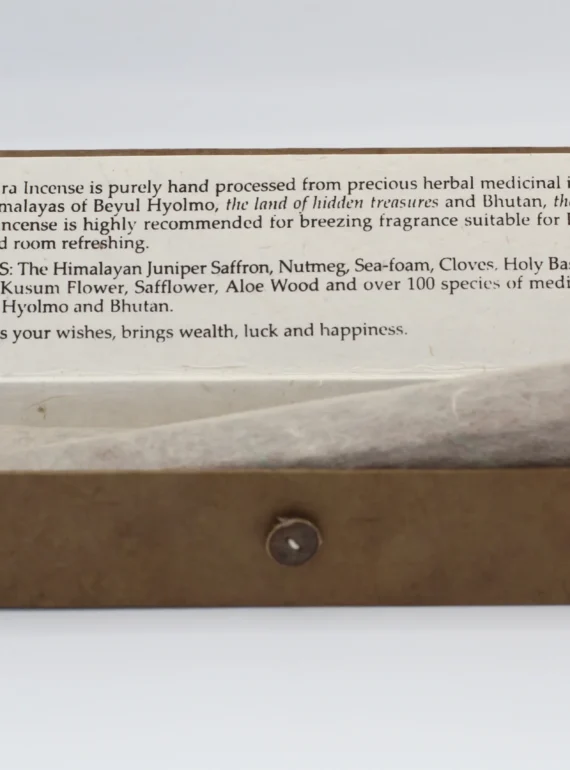 ra Incense is purely hand processed from precious herbal medicinal i
malayas of Beyul Hyolmo, the land of hidden treasures and Bhutan, the
incense is highly recommended for breezing fragrance suitable for b
d room refreshing.
S: The Himalayan Juniper Saffron, Nutmeg, Sea-foam, Cloves. Holy Ba
Kusum Flower, Safflower, Aloe Wood and over 100 species of medi
Hyolmo and Bhutan.
s your wishes, brings wealth, luck and happiness.